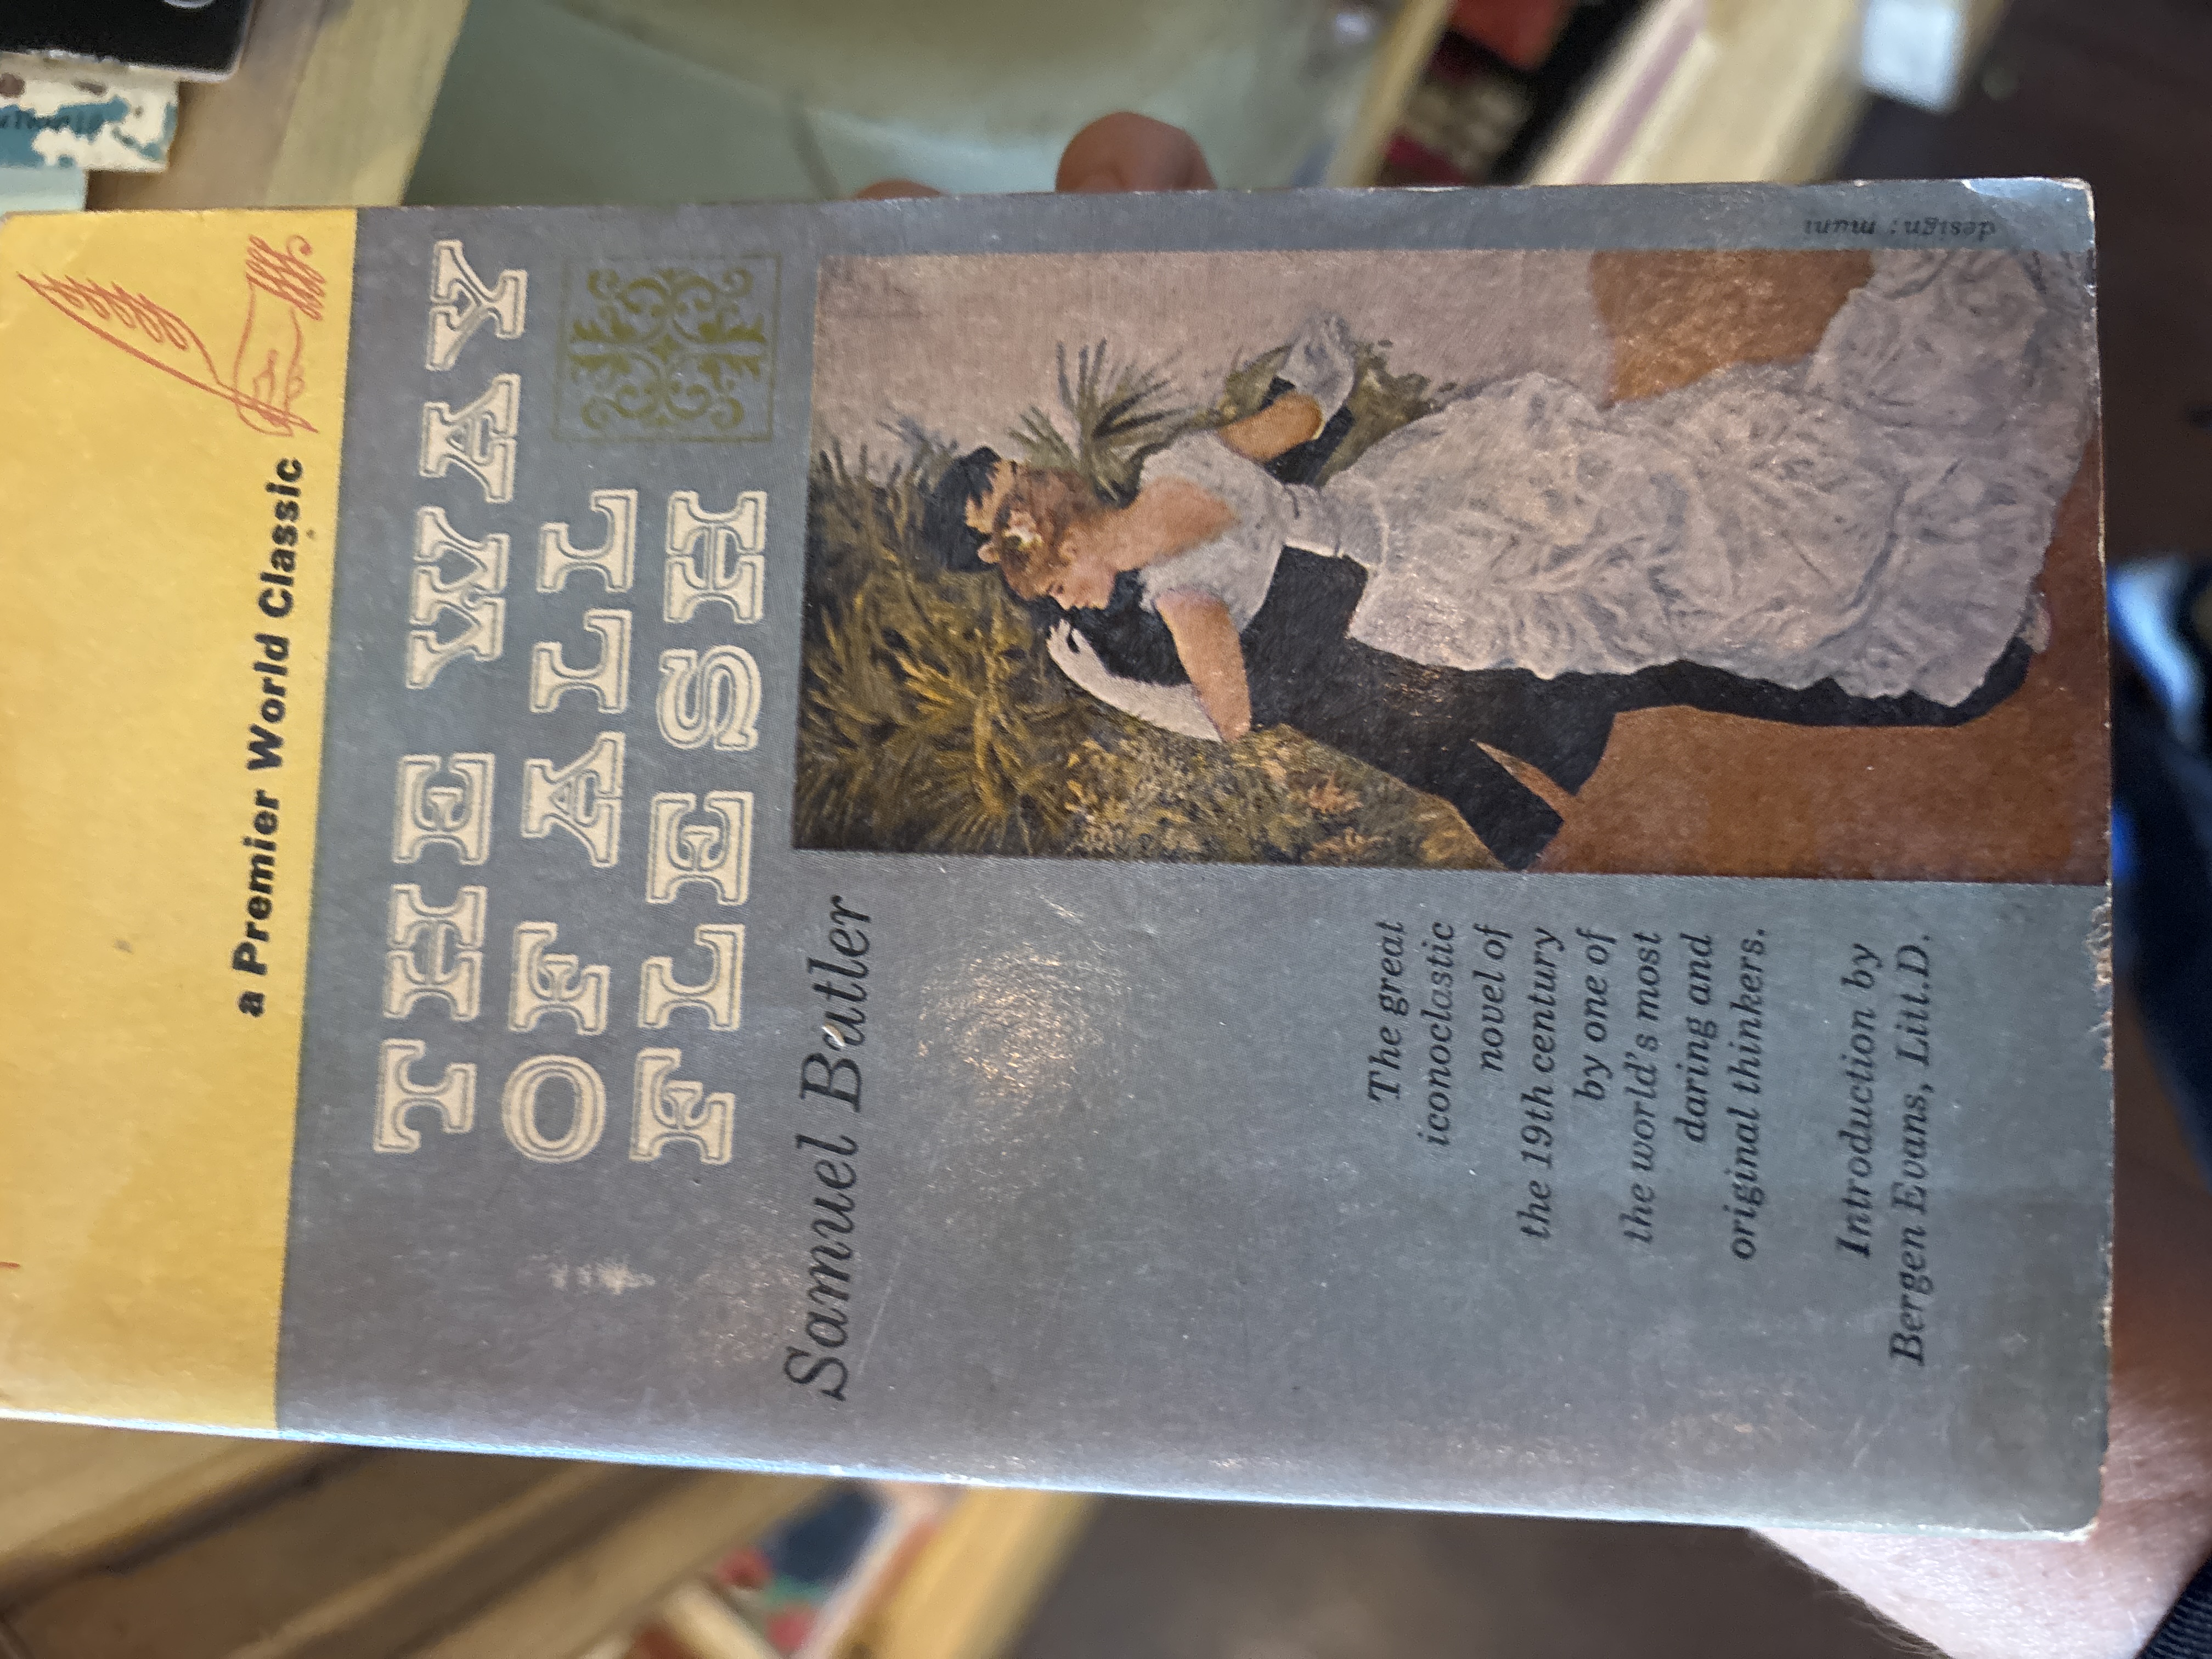 a Premier World Classic
THE WAY
OF ALL
FLESH
Samuel Butler
The great
iconoclastic
novel of
the 19th century
by one of
the world's most
daring and
original thinkers.
Introduction by
Bergen Evans, Litt.D.
design: muni